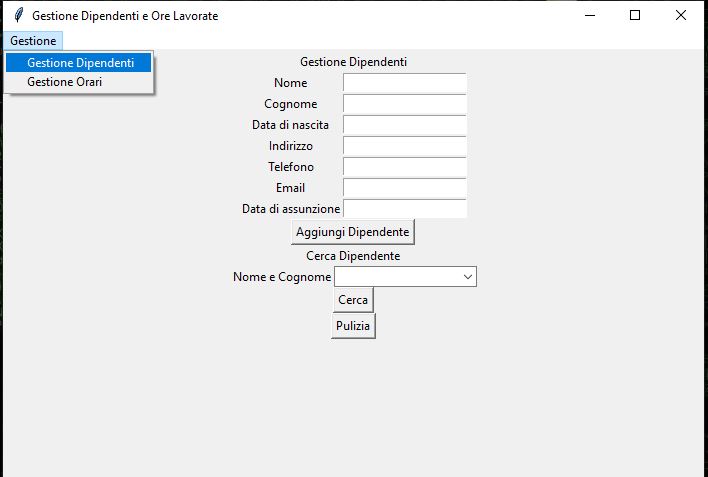 Gestione Dipendenti e Ore Lavorate
Gestione
Gestione Dipendenti
Gestione Orari
Gestione Dipendenti
Nome
Cognome
Data di nascita
Indirizzo
Telefono
Email
Data di assunzione
Aggiungi Dipendente
Cerca Dipendente
Nome e Cognome
Cerca
Pulizia